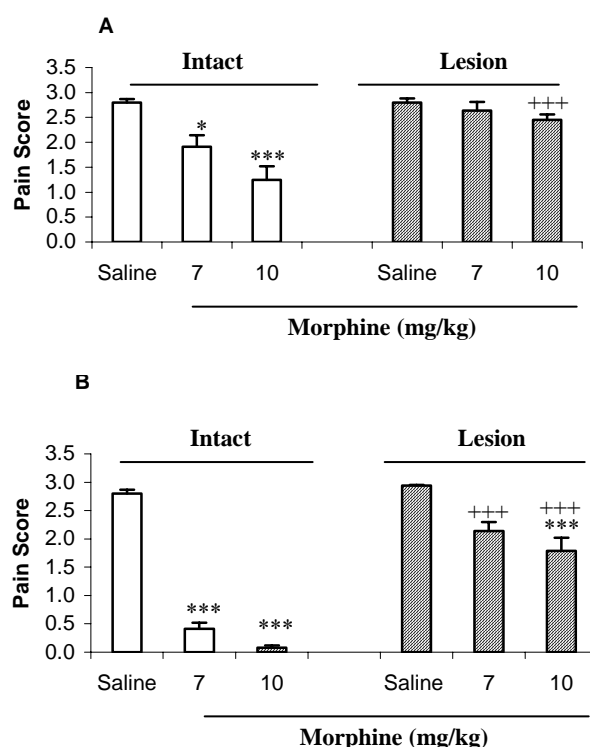 A
Intact Lesion
3.5
3.0
2.5
2.0
1.5
1.0
0.5
0.0
Pain Score
* *** +++
Saline 7 10 Saline 7 10
Morphine (mg/kg)
B
Intact Lesion
3.5
3.0
2.5
2.0
1.5
1.0
0.5
0.0
Pain Score
*** *** +++ +++
***
Saline 7 10 Saline 7 10
Morphine (mg/kg)